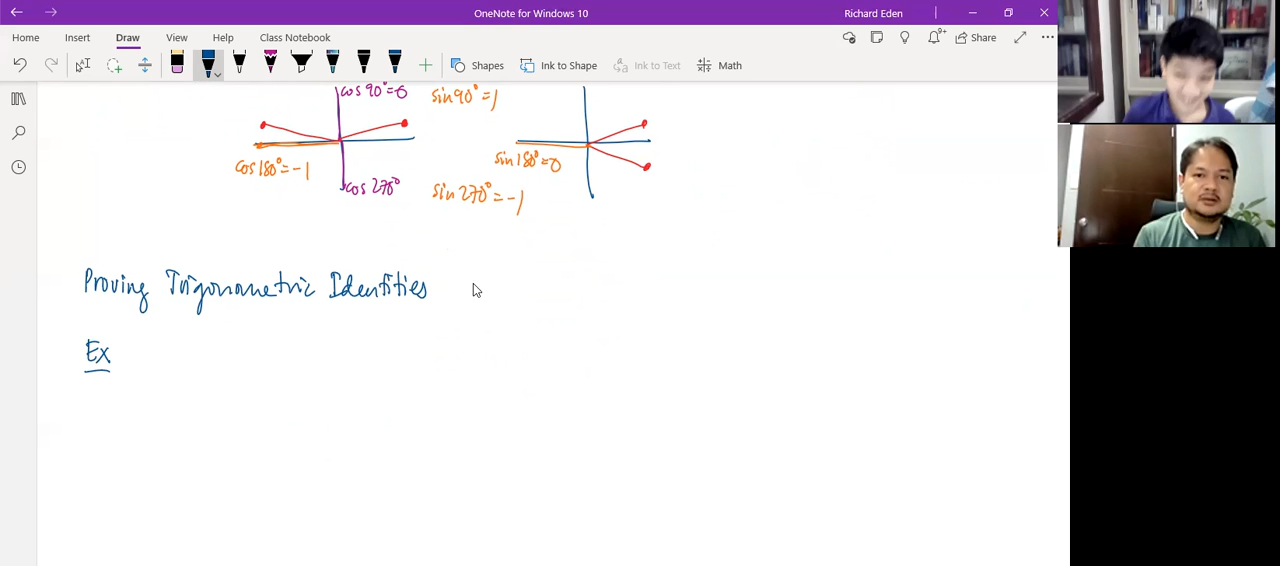 OneNote for Windows 10
Richard Eden
Home Insert Draw View Help Class Notebook
Share
Shapes Ink to Shape Ink to Text Math
cos 90° = 0
sin 90° = 1
cos 180° = -1
sin 180° = 0
cos 270°
sin 270° = -1
Proving Trigonometric Identities
Ex